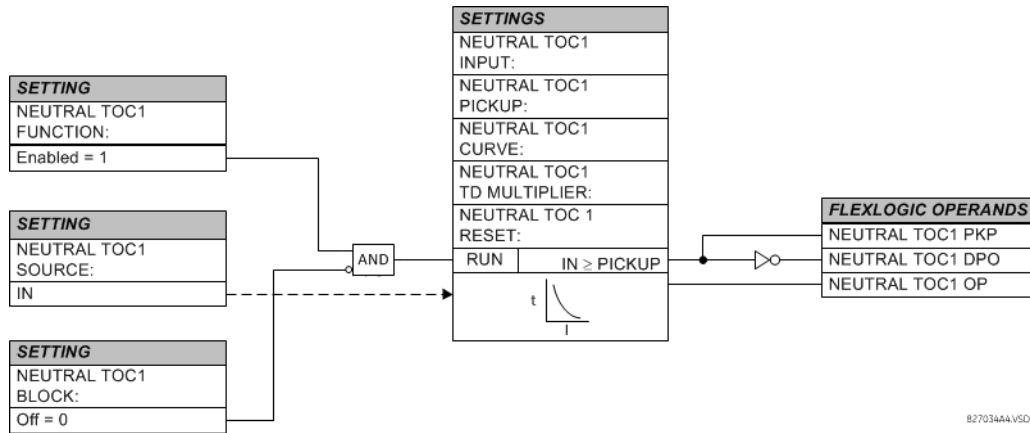 SETTING
NEUTRAL TOC1
FUNCTION:
Enabled = 1
SETTING
NEUTRAL TOC1
SOURCE:
IN
SETTING
NEUTRAL TOC1
BLOCK:
Off = 0
AND
SETTINGS
NEUTRAL TOC1
INPUT:
NEUTRAL TOC1
PICKUP:
NEUTRAL TOC1
CURVE:
NEUTRAL TOC1
TD MULTIPLIER:
NEUTRAL TOC 1
RESET:
RUN
IN ≥ PICKUP
t
I
FLEXLOGIC OPERANDS
NEUTRAL TOC1 PKP
NEUTRAL TOC1 DPO
NEUTRAL TOC1 OP
827034A4.VSD